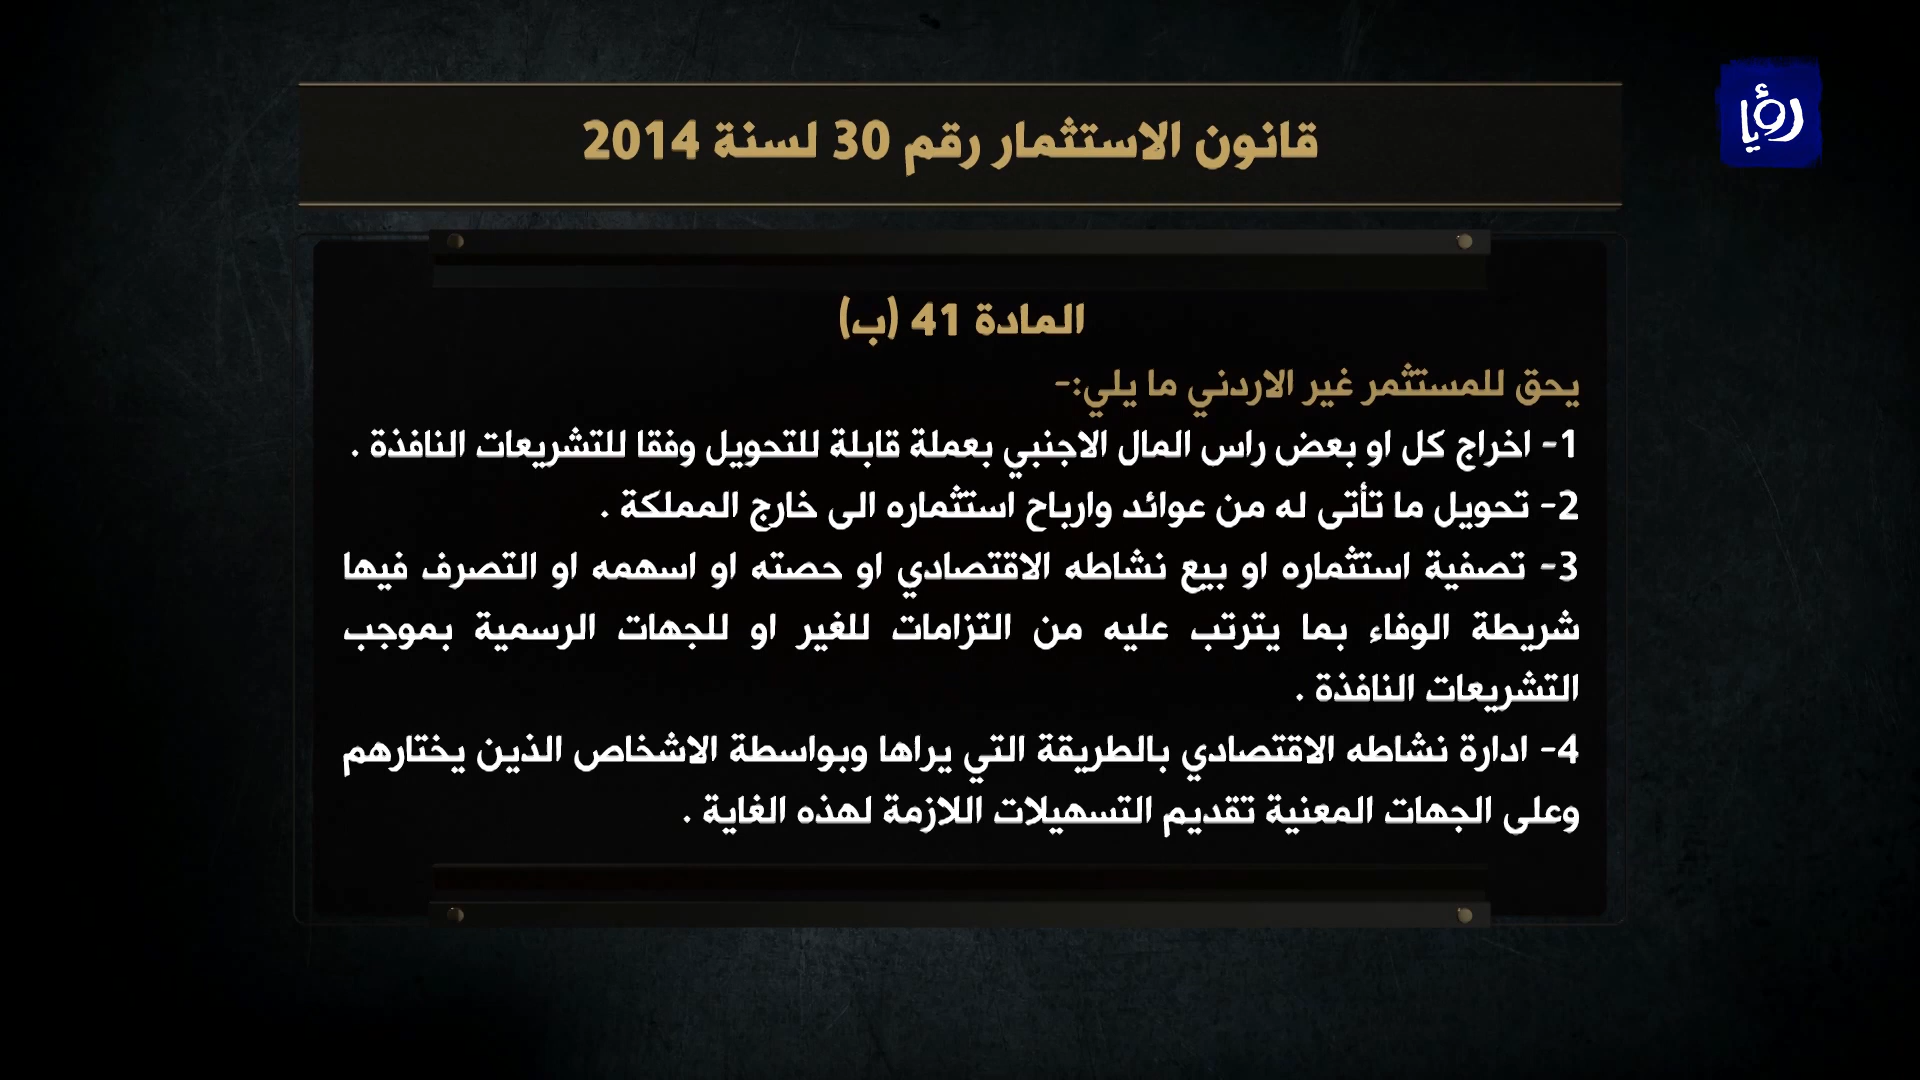 رؤيا
قانون الاستثمار رقم 30 لسنة 2014
المادة 41 (ب)
يحق للمستثمر غير الاردني ما يلي:-
1- اخراج كل او بعض راس المال الاجنبي بعملة قابلة للتحويل وفقا للتشريعات النافذة .
2- تحويل ما تأتى له من عوائد وارباح استثماره الى خارج المملكة .
3- تصفية استثماره او بيع نشاطه الاقتصادي او حصته او اسهمه او التصرف فيها
شريطة الوفاء بما يترتب عليه من التزامات للغير او للجهات الرسمية بموجب
التشريعات النافذة .
4- ادارة نشاطه الاقتصادي بالطريقة التي يراها وبواسطة الاشخاص الذين يختارهم
وعلى الجهات المعنية تقديم التسهيلات اللازمة لهذه الغاية .